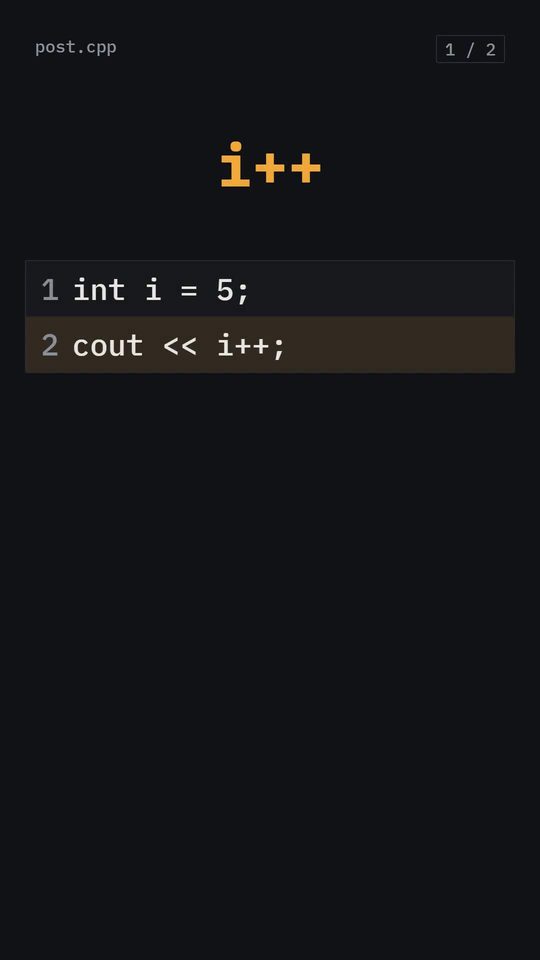 post.cpp
1 / 2
i++
1 int i = 5;
2 cout << i++;